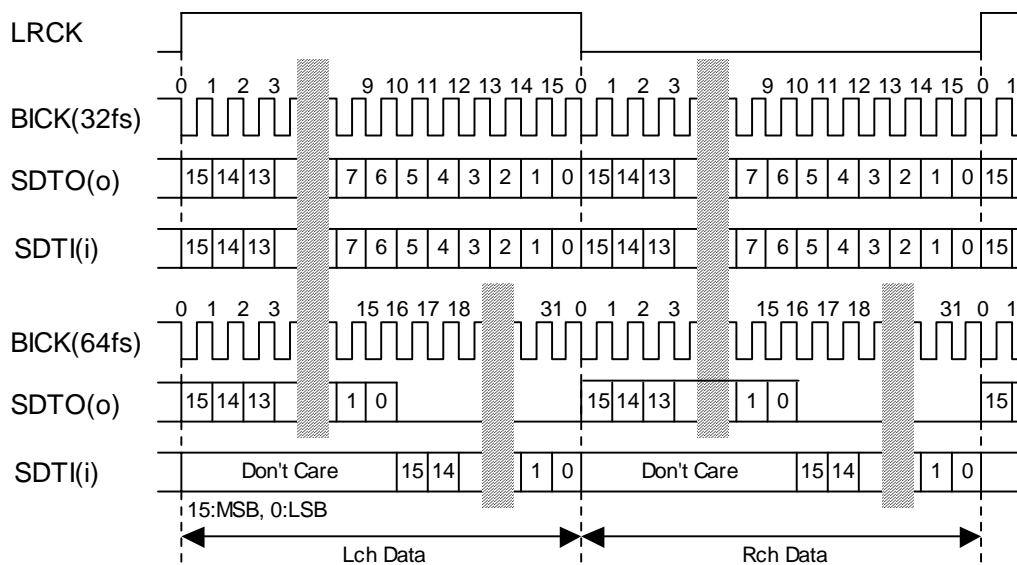 LRCK
0 1 2 3 9 10 11 12 13 14 15 0 1 2 3 9 10 11 12 13 14 15 0 1
BICK(32fs)
SDTO(o) 15 14 13 7 6 5 4 3 2 1 0 15 14 13 7 6 5 4 3 2 1 0 15
SDTI(i) 15 14 13 7 6 5 4 3 2 1 0 15 14 13 7 6 5 4 3 2 1 0 15
0 1 2 3 15 16 17 18 31 0 1 2 3 15 16 17 18 31 0 1
BICK(64fs)
SDTO(o) 15 14 13 1 0 15 14 13 1 0 15
SDTI(i) Don't Care 15 14 1 0 Don't Care 15 14 1 0
15:MSB, 0:LSB
Lch Data Rch Data